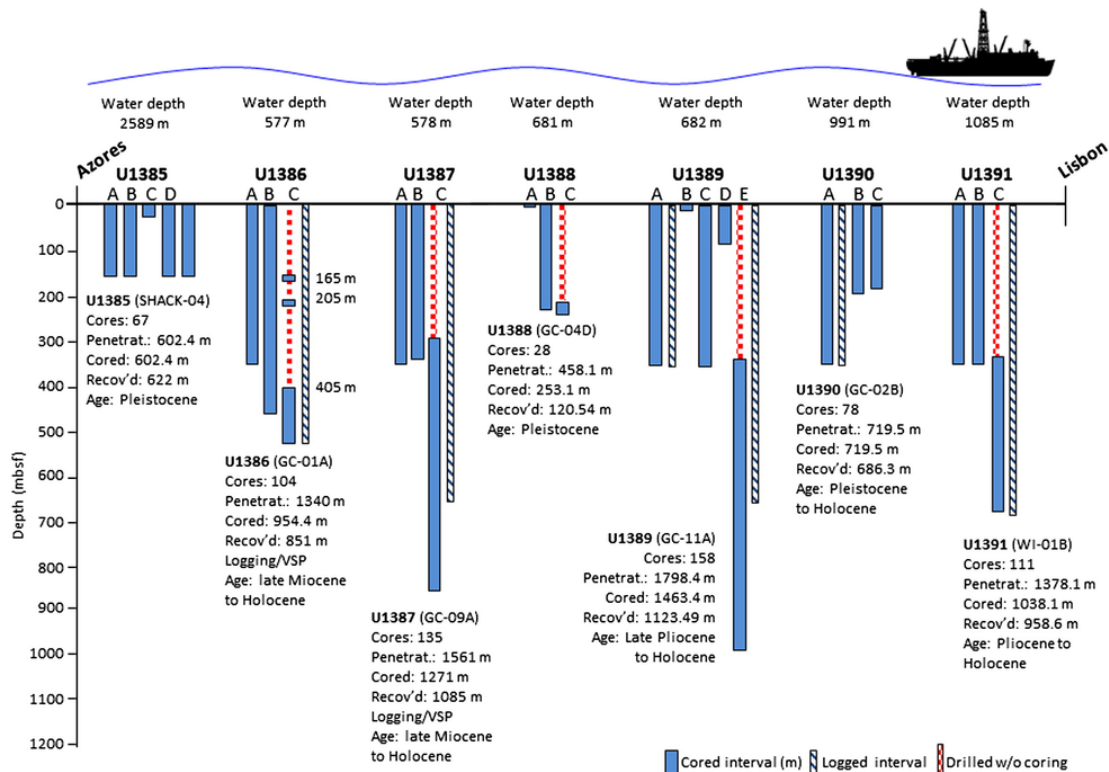 Water depth 2589 m
Water depth 577 m
Water depth 578 m
Water depth 681 m
Water depth 682 m
Water depth 991 m
Water depth 1085 m
Azores
Lisbon
U1385
A B C D
U1386
A B C
U1387
A B C
U1388
A B C
U1389
A B C D E
U1390
A B C
U1391
A B C
Depth (mbsf)
0
100
200
300
400
500
600
700
800
900
1000
1100
1200
165 m
205 m
405 m
U1385 (SHACK-04)
Cores: 67
Penetrat.: 602.4 m
Cored: 602.4 m
Recov'd: 622 m
Age: Pleistocene
U1386 (GC-01A)
Cores: 104
Penetrat.: 1340 m
Cored: 954.4 m
Recov'd: 851 m
Logging/VSP
Age: late Miocene
to Holocene
U1387 (GC-09A)
Cores: 135
Penetrat.: 1561 m
Cored: 1271 m
Recov'd: 1085 m
Logging/VSP
Age: late Miocene
to Holocene
U1388 (GC-04D)
Cores: 28
Penetrat.: 458.1 m
Cored: 253.1 m
Recov'd: 120.54 m
Age: Pleistocene
U1389 (GC-11A)
Cores: 158
Penetrat.: 1798.4 m
Cored: 1463.4 m
Recov'd: 1123.49 m
Age: Late Pliocene
to Holocene
U1390 (GC-02B)
Cores: 78
Penetrat.: 719.5 m
Cored: 719.5 m
Recov'd: 686.3 m
Age: Pleistocene
to Holocene
U1391 (WI-01B)
Cores: 111
Penetrat.: 1378.1 m
Cored: 1038.1 m
Recov'd: 958.6 m
Age: Pliocene to
Holocene
Cored interval (m)
Logged interval
Drilled w/o coring